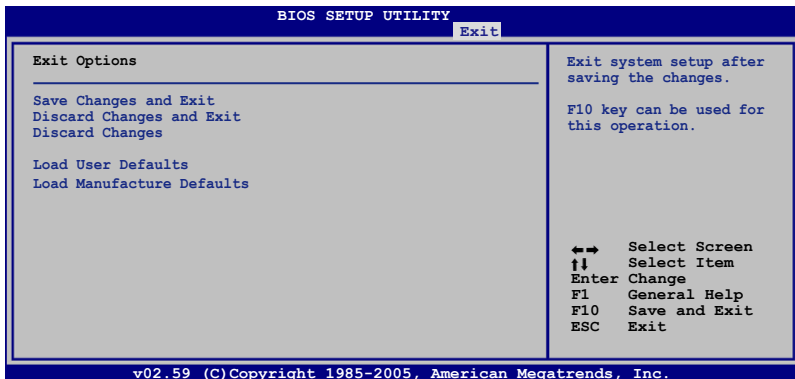 BIOS SETUP UTILITY
Exit
Exit Options
Save Changes and Exit
Discard Changes and Exit
Discard Changes
Load User Defaults
Load Manufacture Defaults
Exit system setup after
saving the changes.
F10 key can be used for
this operation.
←→ Select Screen
↑↓ Select Item
Enter Change
F1 General Help
F10 Save and Exit
ESC Exit
v02.59 (C)Copyright 1985-2005, American Megatrends, Inc.